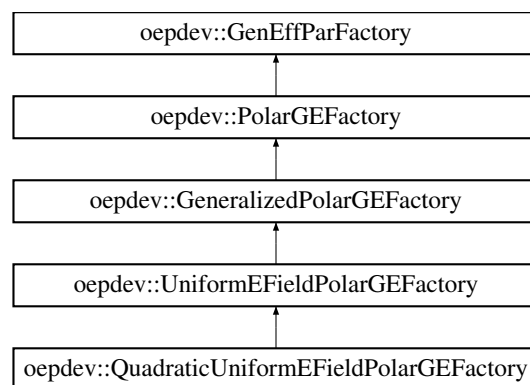 oepdev::GenEffParFactory
oepdev::PolarGEFactory
oepdev::GeneralizedPolarGEFactory
oepdev::UniformEFieldPolarGEFactory
oepdev::QuadraticUniformEFieldPolarGEFactory